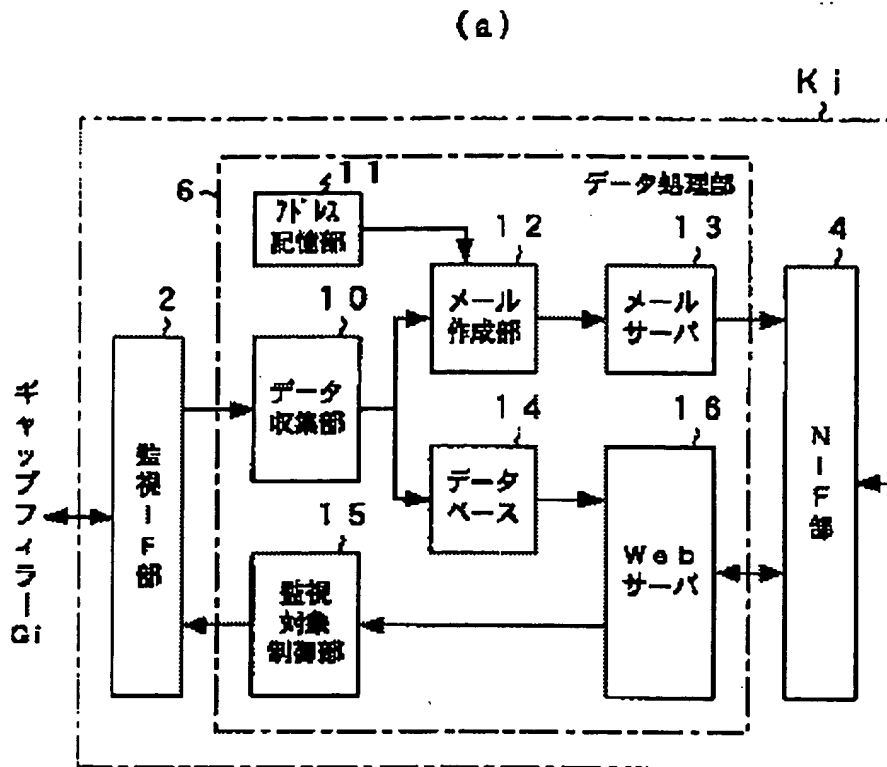 (a)
Ki
6
11
アドレス
記憶部
データ処理部
12
メール
作成部
13
メール
サーバ
4
NIF部
2
監視IF部
10
データ
収集部
14
データ
ベース
16
Web
サーバ
15
監視
対象
制御部
ギャップフィラーGi